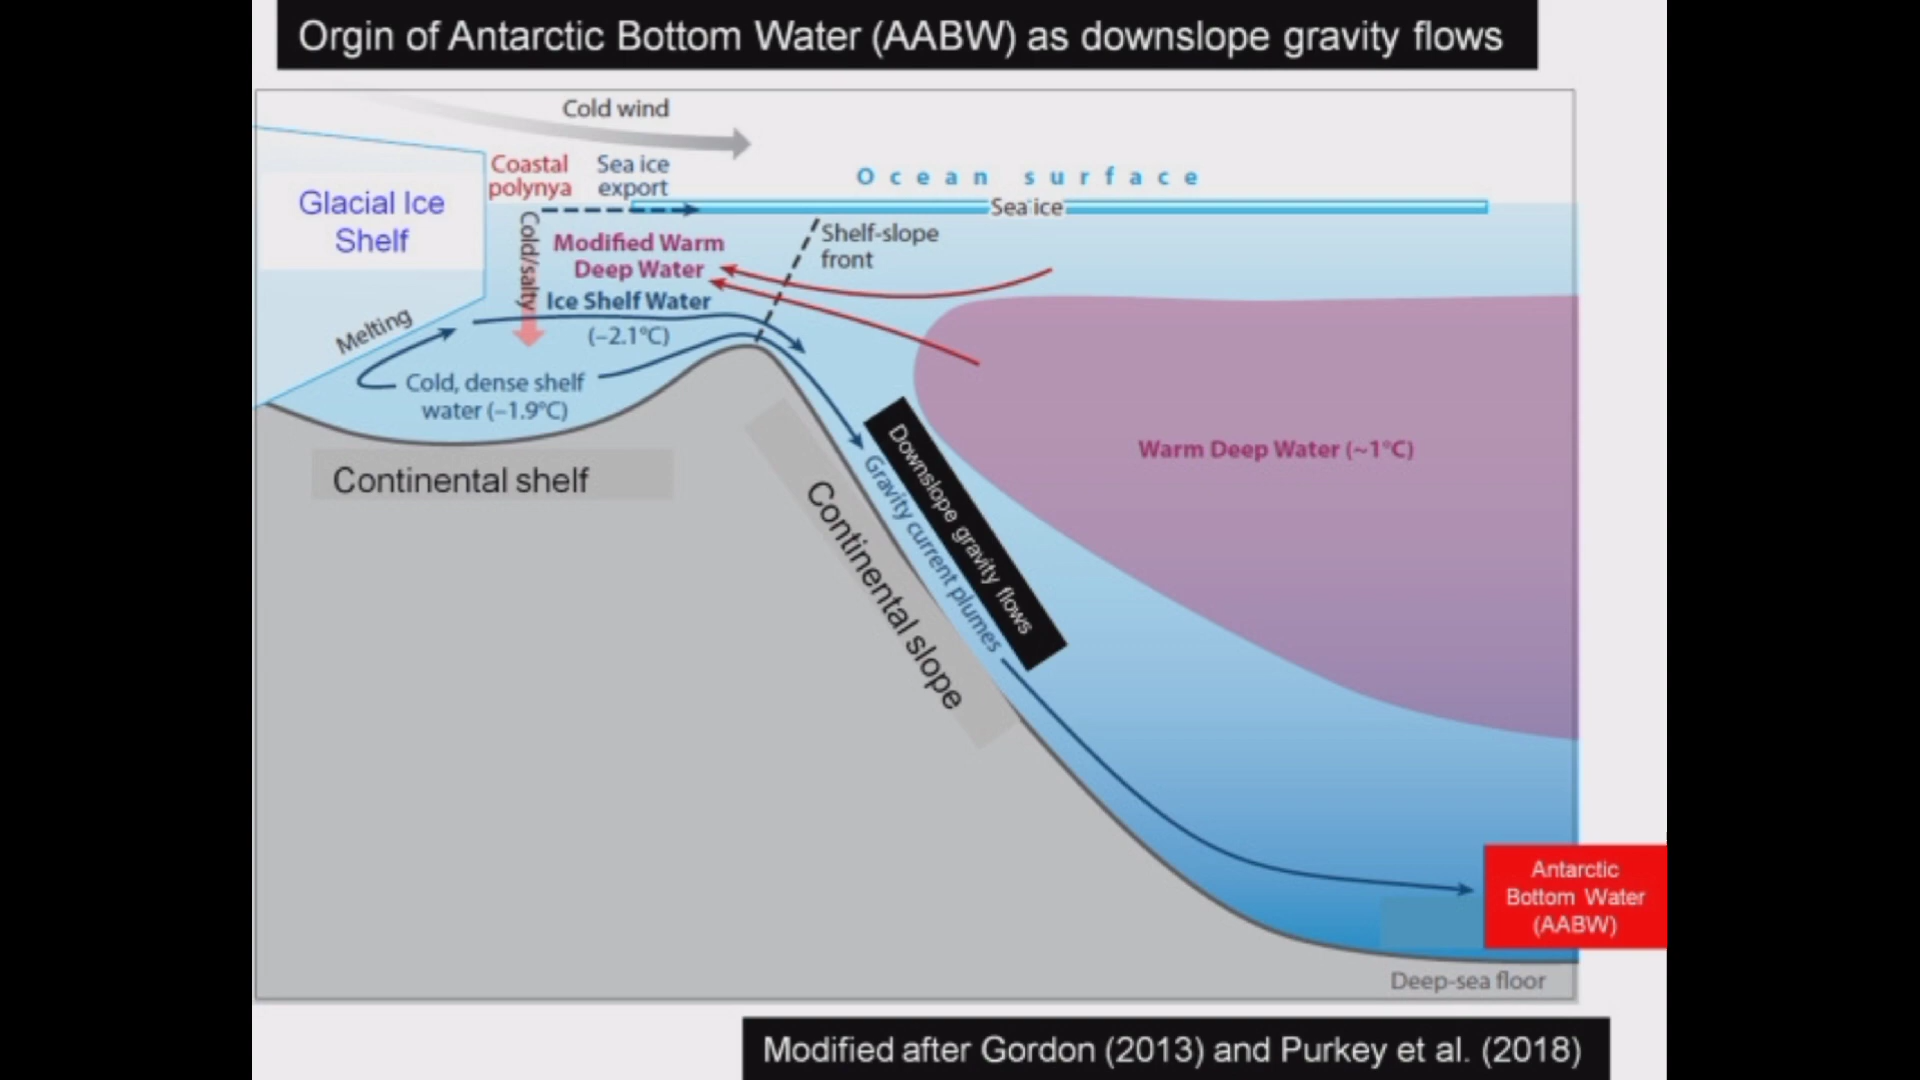 Orgin of Antarctic Bottom Water (AABW) as downslope gravity flows
Cold wind
Coastal
polynya
Sea ice
export
Ocean surface
Sea ice
Glacial Ice
Shelf
Cold/salty
Modified Warm
Deep Water
Shelf-slope
front
Ice Shelf Water
(−2.1°C)
Melting
Cold, dense shelf
water (−1.9°C)
Continental shelf
Continental slope
Gravity current plumes
Downslope gravity flows
Warm Deep Water (~1°C)
Antarctic
Bottom Water
(AABW)
Deep-sea floor
Modified after Gordon (2013) and Purkey et al. (2018)